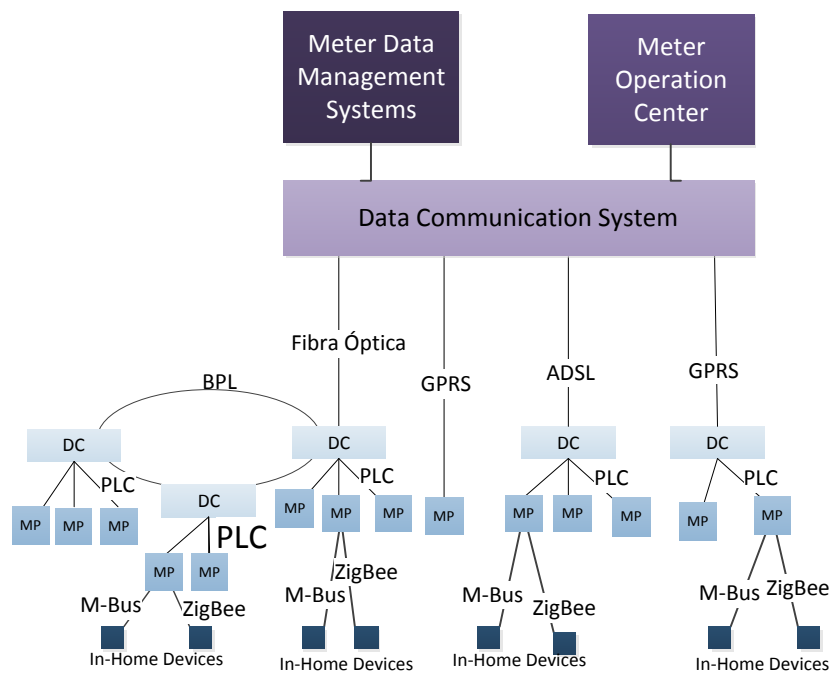 Meter Data
Management
Systems
Meter
Operation
Center
Data Communication System
Fibra Óptica
GPRS
ADSL
GPRS
BPL
DC
DC
DC
DC
DC
PLC
PLC
PLC
PLC
PLC
MP
MP
MP
MP
MP
MP
MP
MP
MP
MP
MP
MP
MP
MP
M-Bus
ZigBee
M-Bus
ZigBee
M-Bus
ZigBee
M-Bus
ZigBee
In-Home Devices
In-Home Devices
In-Home Devices
In-Home Devices